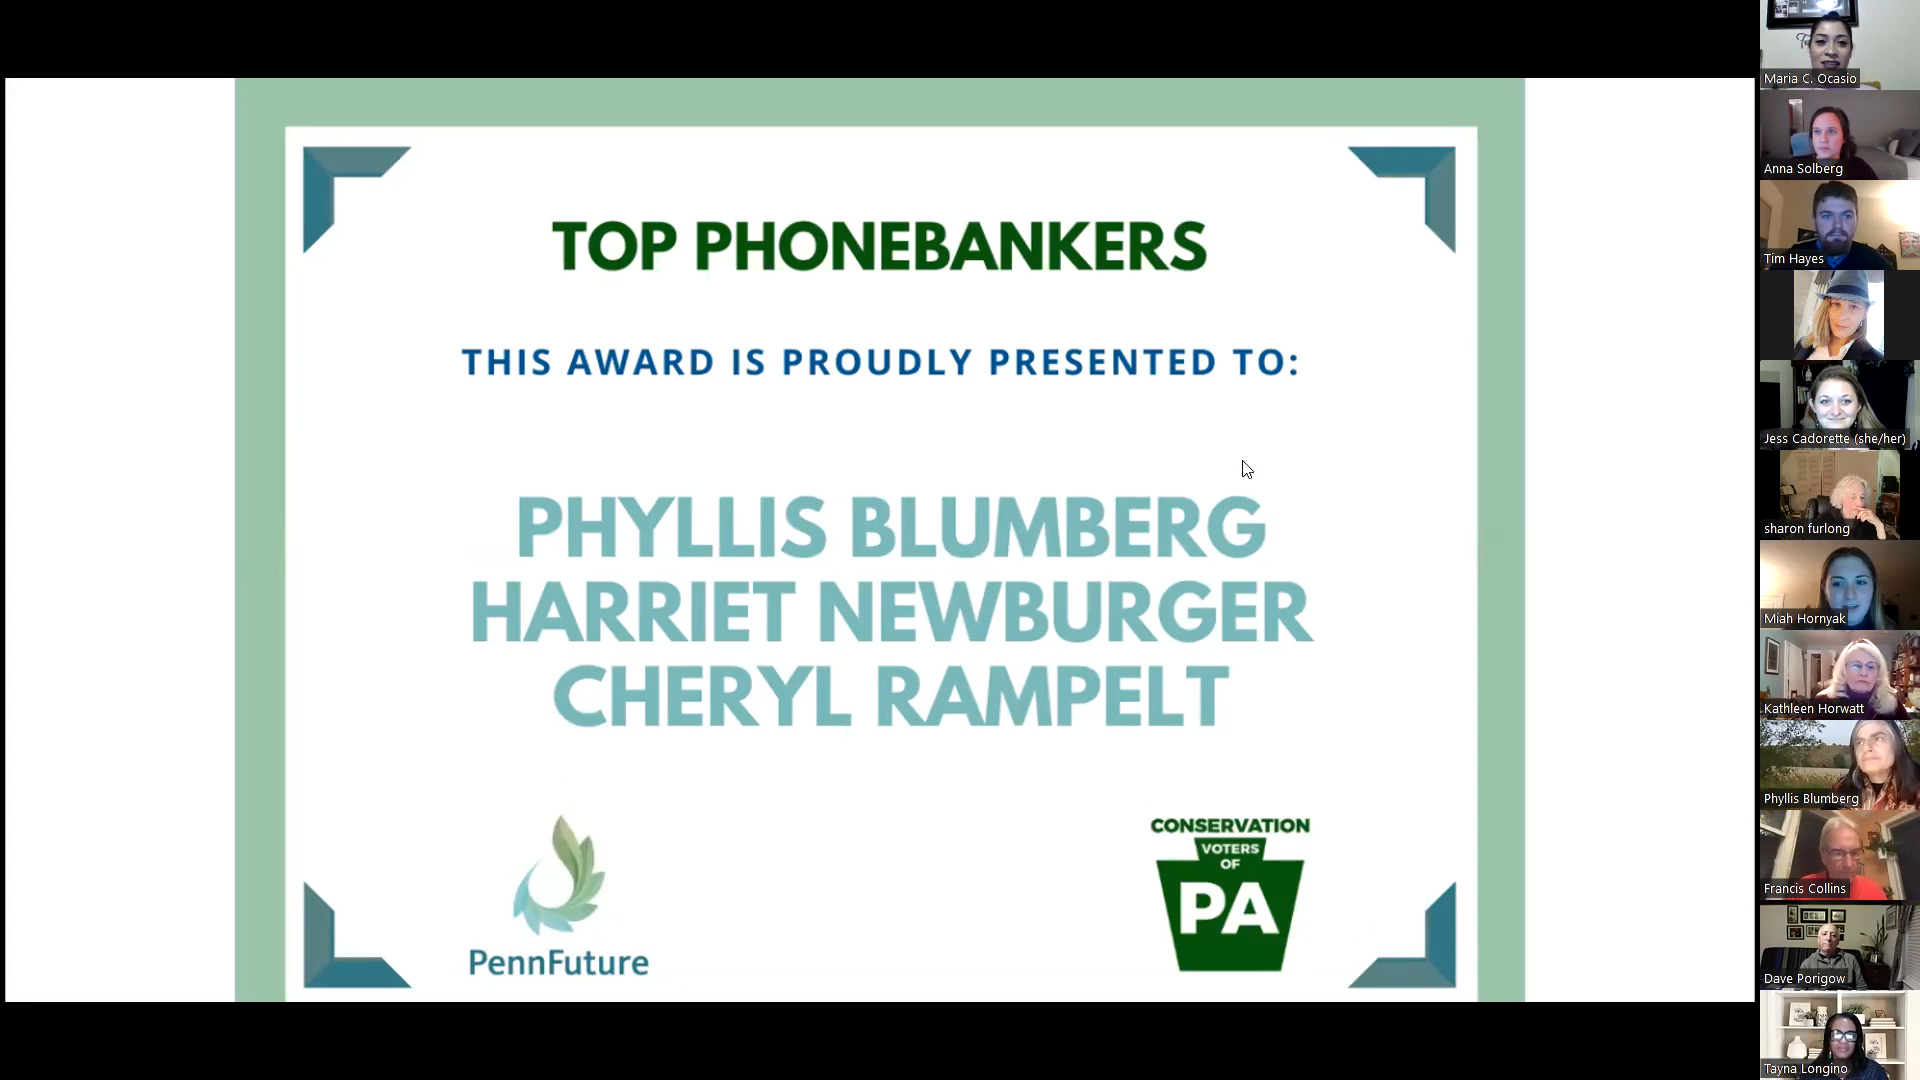 TOP PHONEBANKERS
THIS AWARD IS PROUDLY PRESENTED TO:
PHYLLIS BLUMBERG
HARRIET NEWBURGER
CHERYL RAMPELT
PennFuture
CONSERVATION
VOTERS
OF
PA
Maria C. Ocasio
Anna Solberg
Tim Hayes
Jess Cadorette (she/her)
sharon furlong
Miah Hornyak
Kathleen Horwatt
Phyllis Blumberg
Francis Collins
Dave Porigow
Tayna Longino